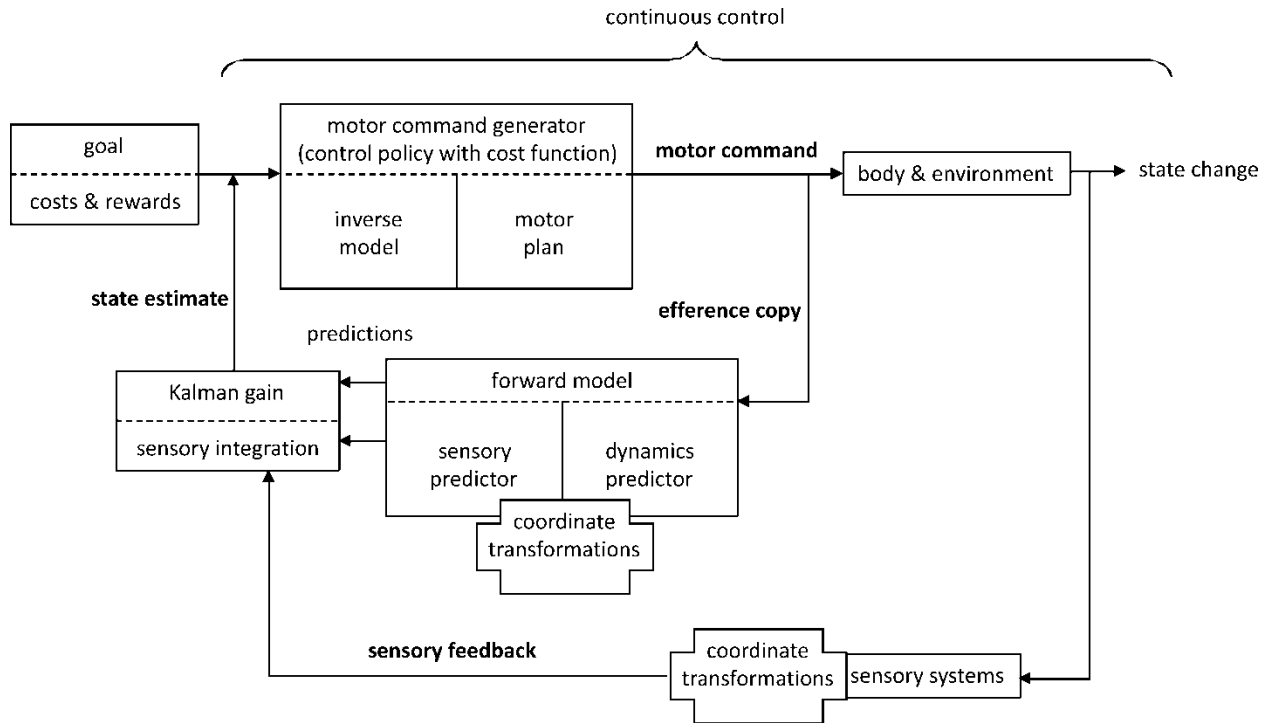 continuous control
goal
costs & rewards
motor command generator
(control policy with cost function)
inverse
model
motor
plan
motor command
body & environment
state change
state estimate
efference copy
predictions
Kalman gain
sensory integration
forward model
sensory
predictor
dynamics
predictor
coordinate
transformations
sensory feedback
coordinate
transformations
sensory systems